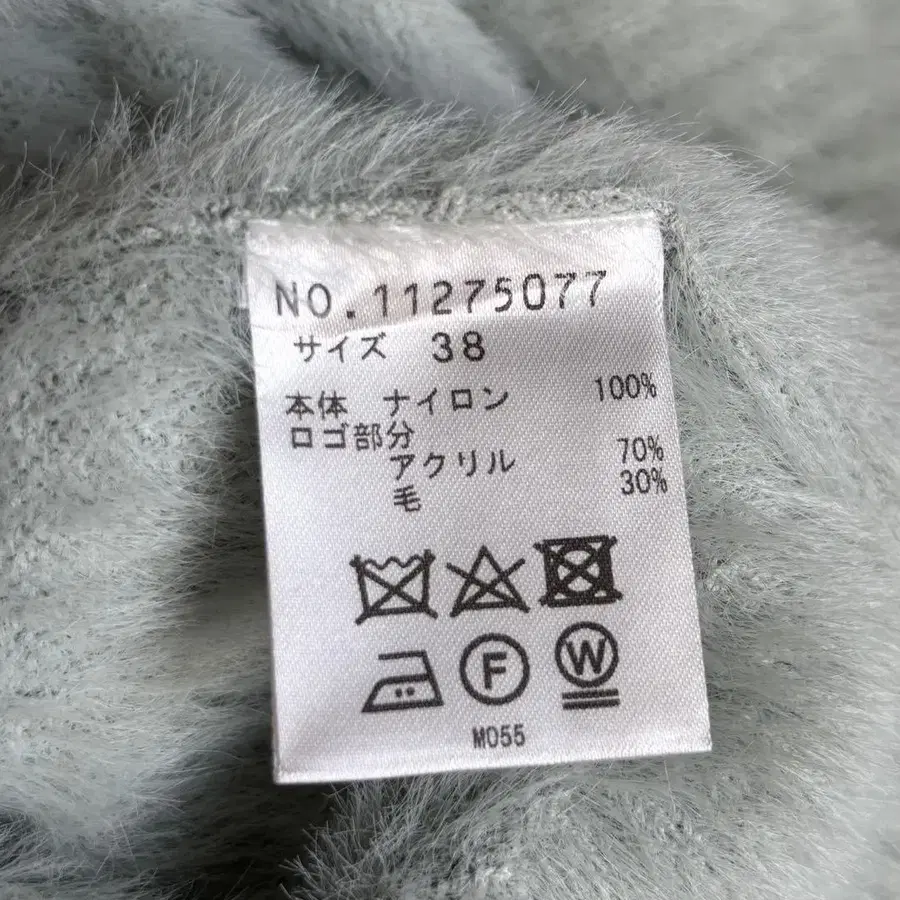 NO.11275077
サイズ 38
本体 ナイロン 100%
ロゴ部分
アクリル 70%
毛 30%
F W
M055